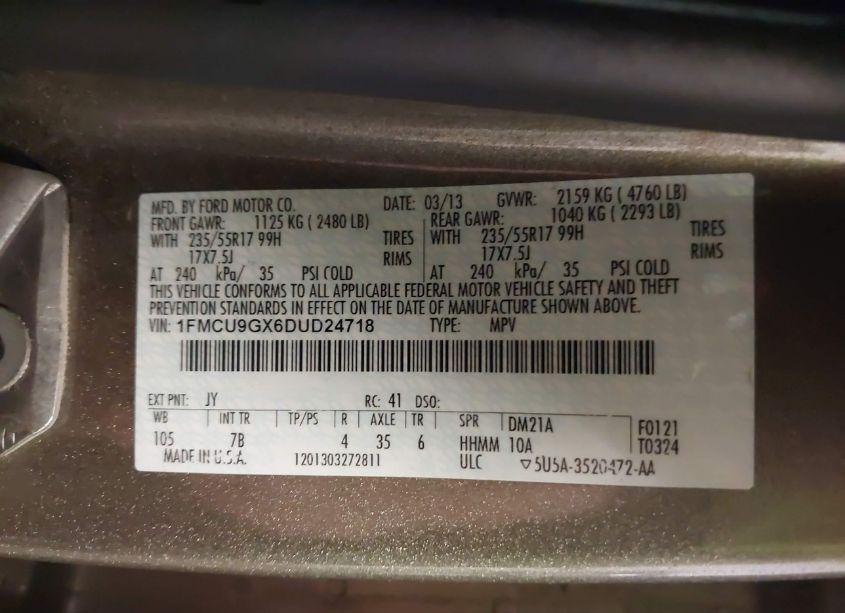 MFD. BY FORD MOTOR CO. DATE: 03/13 GVWR: 2159 KG ( 4760 LB)
FRONT GAWR: 1125 KG ( 2480 LB) REAR GAWR: 1040 KG ( 2293 LB)
WITH 235/55R17 99H TIRES WITH 235/55R17 99H TIRES
17X7.5J RIMS 17X7.5J RIMS
AT 240 kPa/ 35 PSI COLD AT 240 kPa/ 35 PSI COLD
THIS VEHICLE CONFORMS TO ALL APPLICABLE FEDERAL MOTOR VEHICLE SAFETY AND THEFT
PREVENTION STANDARDS IN EFFECT ON THE DATE OF MANUFACTURE SHOWN ABOVE.
VIN: 1FMCU9GX6DUD24718 TYPE: MPV
EXT PNT: JY RC: 41 DSO:
WB INT TR TP/PS R AXLE TR SPR DM21A F0121
105 7B 4 35 6 HHMM 10A T0324
MADE IN U.S.A. 1201303272811 ULC ▽5U5A-3520472-AA